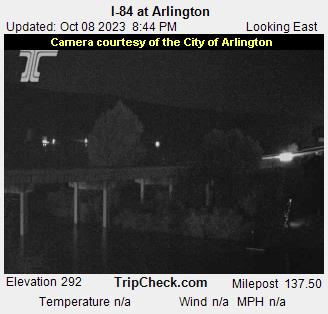 I-84 at Arlington
Updated: Oct 08 2023 8:44 PM Looking East
Camera courtesy of the City of Arlington
Elevation 292 TripCheck.com Milepost 137.50
Temperature n/a Wind n/a MPH n/a